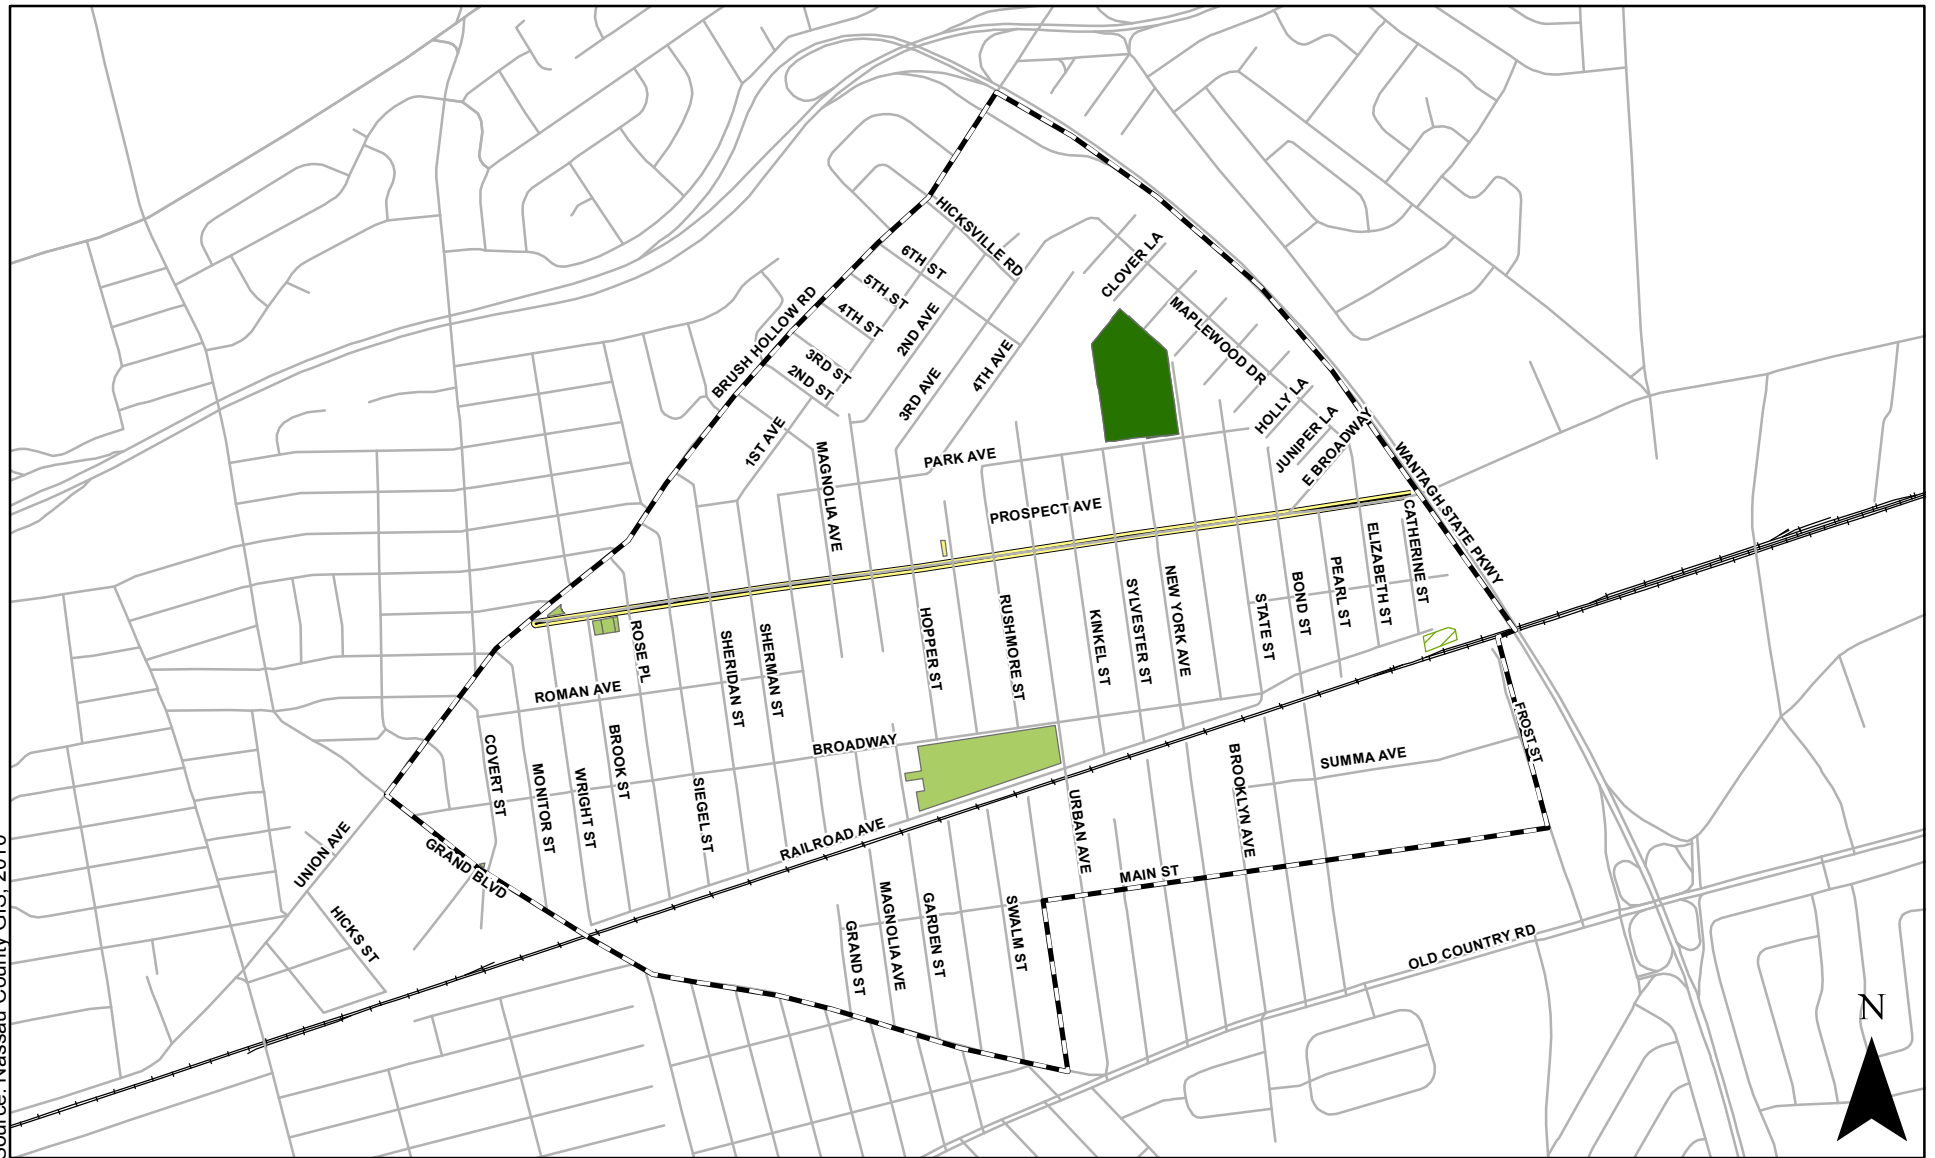 HICKSVILLE RD
6TH ST
5TH ST
4TH ST
3RD ST
2ND ST
BRUSH HOLLOW RD
2ND AVE
3RD AVE
4TH AVE
1ST AVE
CLOVER LA
MAPLEWOOD DR
HOLLY LA
JUNIPER LA
E BROADWAY
WANTAGH STATE PKWY
MAGNOLIA AVE
PARK AVE
PROSPECT AVE
CATHERINE ST
ELIZABETH ST
PEARL ST
BOND ST
STATE ST
NEW YORK AVE
SYLVESTER ST
KINKEL ST
RUSHMORE ST
HOPPER ST
SHERMAN ST
SHERIDAN ST
ROSE PL
ROMAN AVE
BROADWAY
COVERT ST
MONITOR ST
WRIGHT ST
BROOK ST
SIEGEL ST
RAILROAD AVE
URBAN AVE
BROOKLYN AVE
SUMMA AVE
FROST ST
MAIN ST
UNION AVE
GRAND BLVD
HICKS ST
GRAND ST
MAGNOLIA AVE
GARDEN ST
SWALM ST
OLD COUNTRY RD
N
Source: Nassau County GIS, 2010